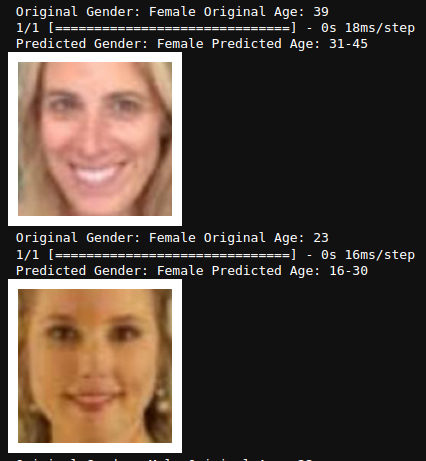 Original Gender: Female Original Age: 39
1/1 [==============================] - 0s 18ms/step
Predicted Gender: Female Predicted Age: 31-45
Original Gender: Female Original Age: 23
1/1 [==============================] - 0s 16ms/step
Predicted Gender: Female Predicted Age: 16-30